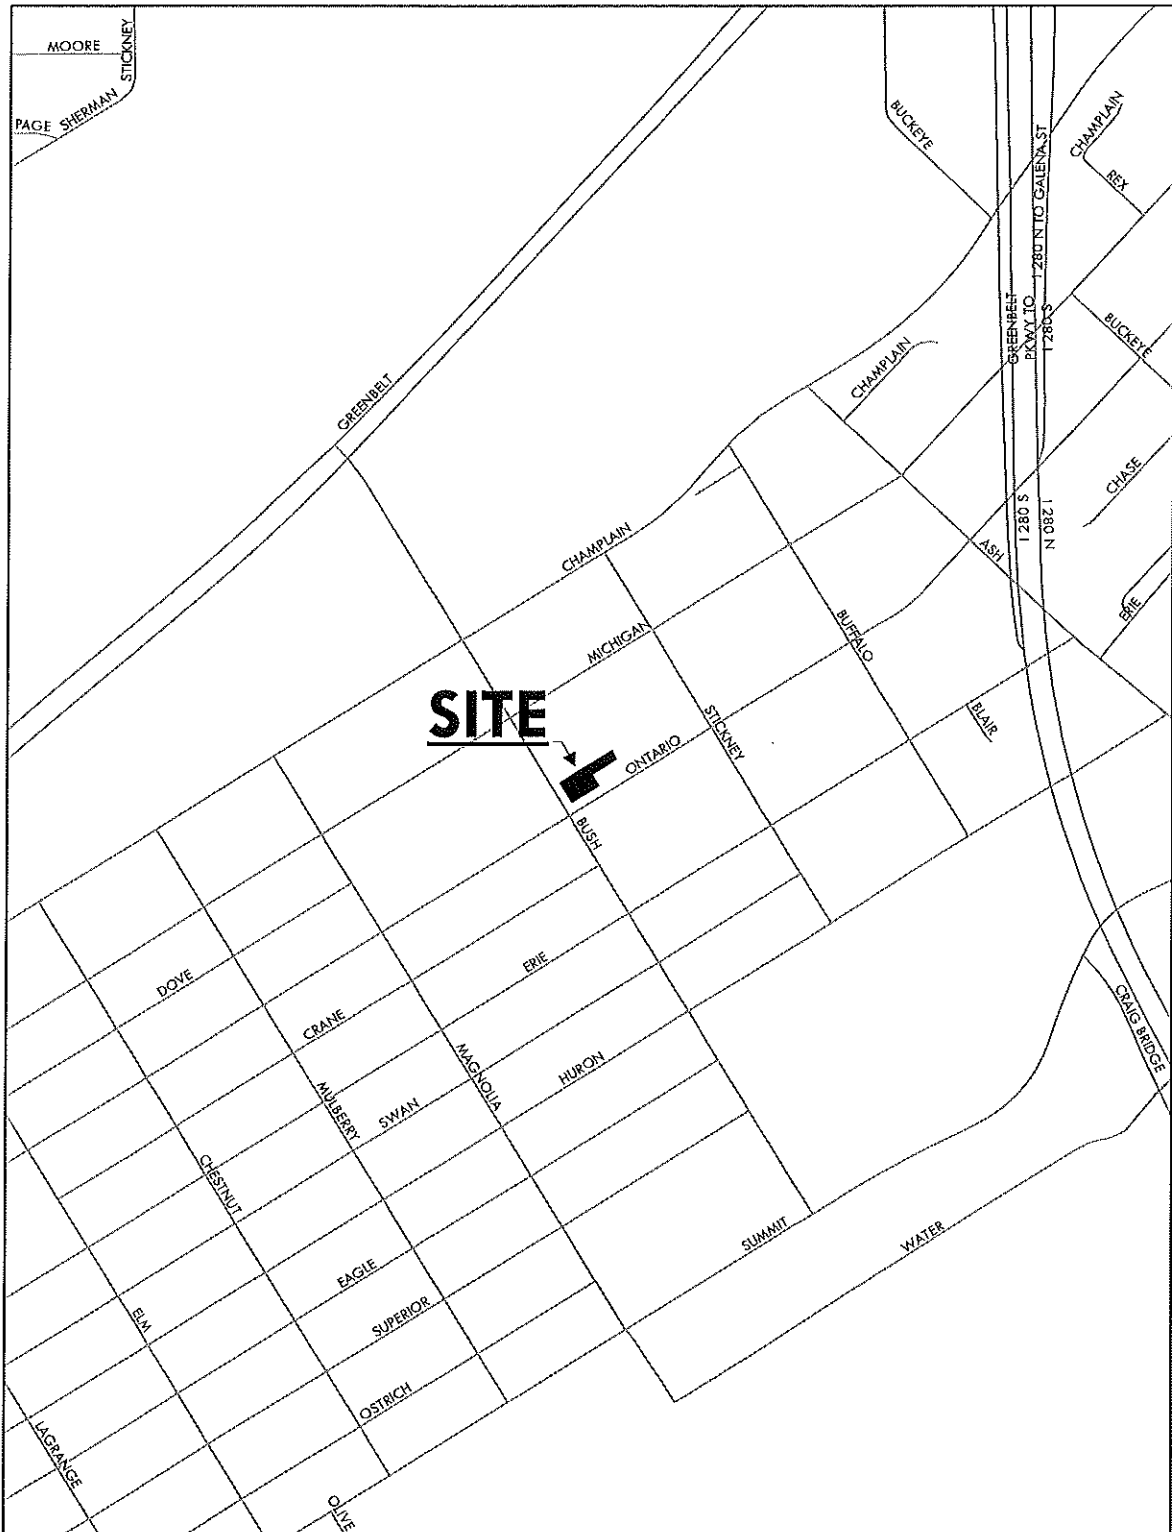 MOORE
STICKNEY
PAGE
SHERMAN
BUCKEYE
CHAMPLAIN
REX
I 280 N TO GALENA ST
GREENBELT
PKWY TO
I 280 S
BUCKEYE
CHAMPLAIN
GREENBELT
CHASE
I 280 S
I 280 N
ASH
CHAMPLAIN
ERIE
BUFFALO
MICHIGAN
SITE
STICKNEY
BLAIR
ONTARIO
BUSH
DOVE
ERIE
CRANE
CRAIG BRIDGE
MAGNOLIA
HURON
MULBERRY
SWAN
CHESTNUT
SUMMIT
WATER
EAGLE
ELM
SUPERIOR
OSTRICH
LAGRANGE
OLIVE